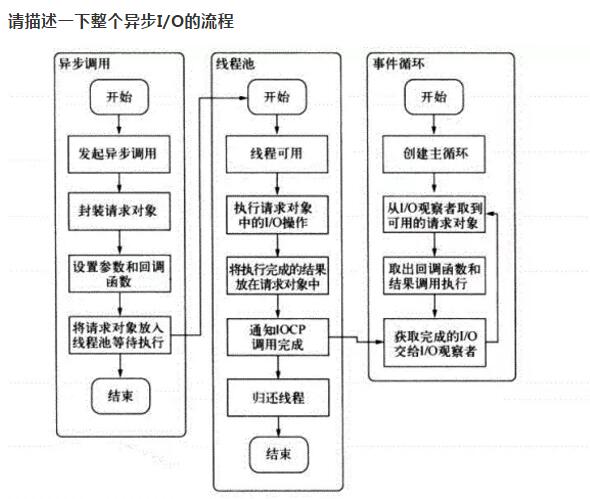 请描述一下整个异步I/O的流程
异步调用
开始
发起异步调用
封装请求对象
设置参数和回调
函数
将请求对象放入
线程池等待执行
结束
线程池
开始
线程可用
执行请求对象
中的I/O操作
将执行完成的结果
放在请求对象中
通知IOCP
调用完成
归还线程
结束
事件循环
开始
创建主循环
从I/O观察者取到
可用的请求对象
取出回调函数和
结果调用执行
获取完成的I/O
交给I/O观察者